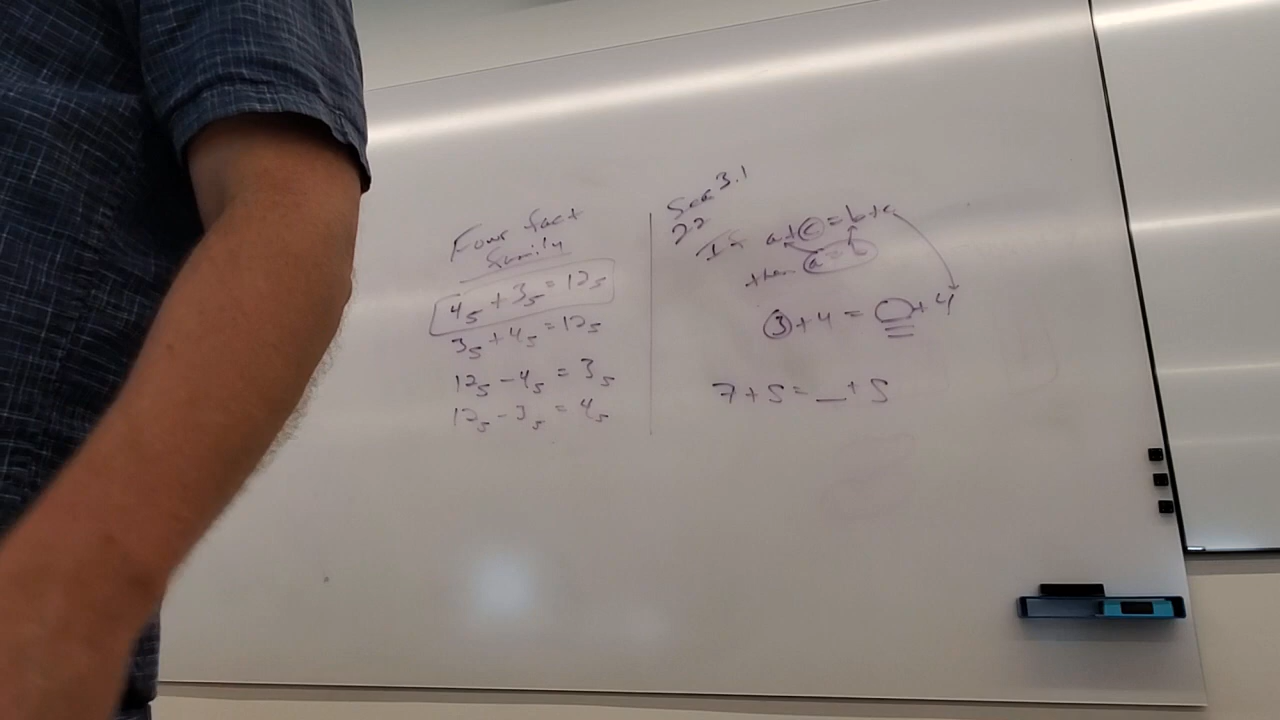 Four fact
family
4₅ + 3₅ = 12₅
3₅ + 4₅ = 12₅
12₅ - 4₅ = 3₅
12₅ - 3₅ = 4₅
Sec 3.1
22
If a+c = b+c
then a = b
3+4 = + 4
7+5 = _ + 5